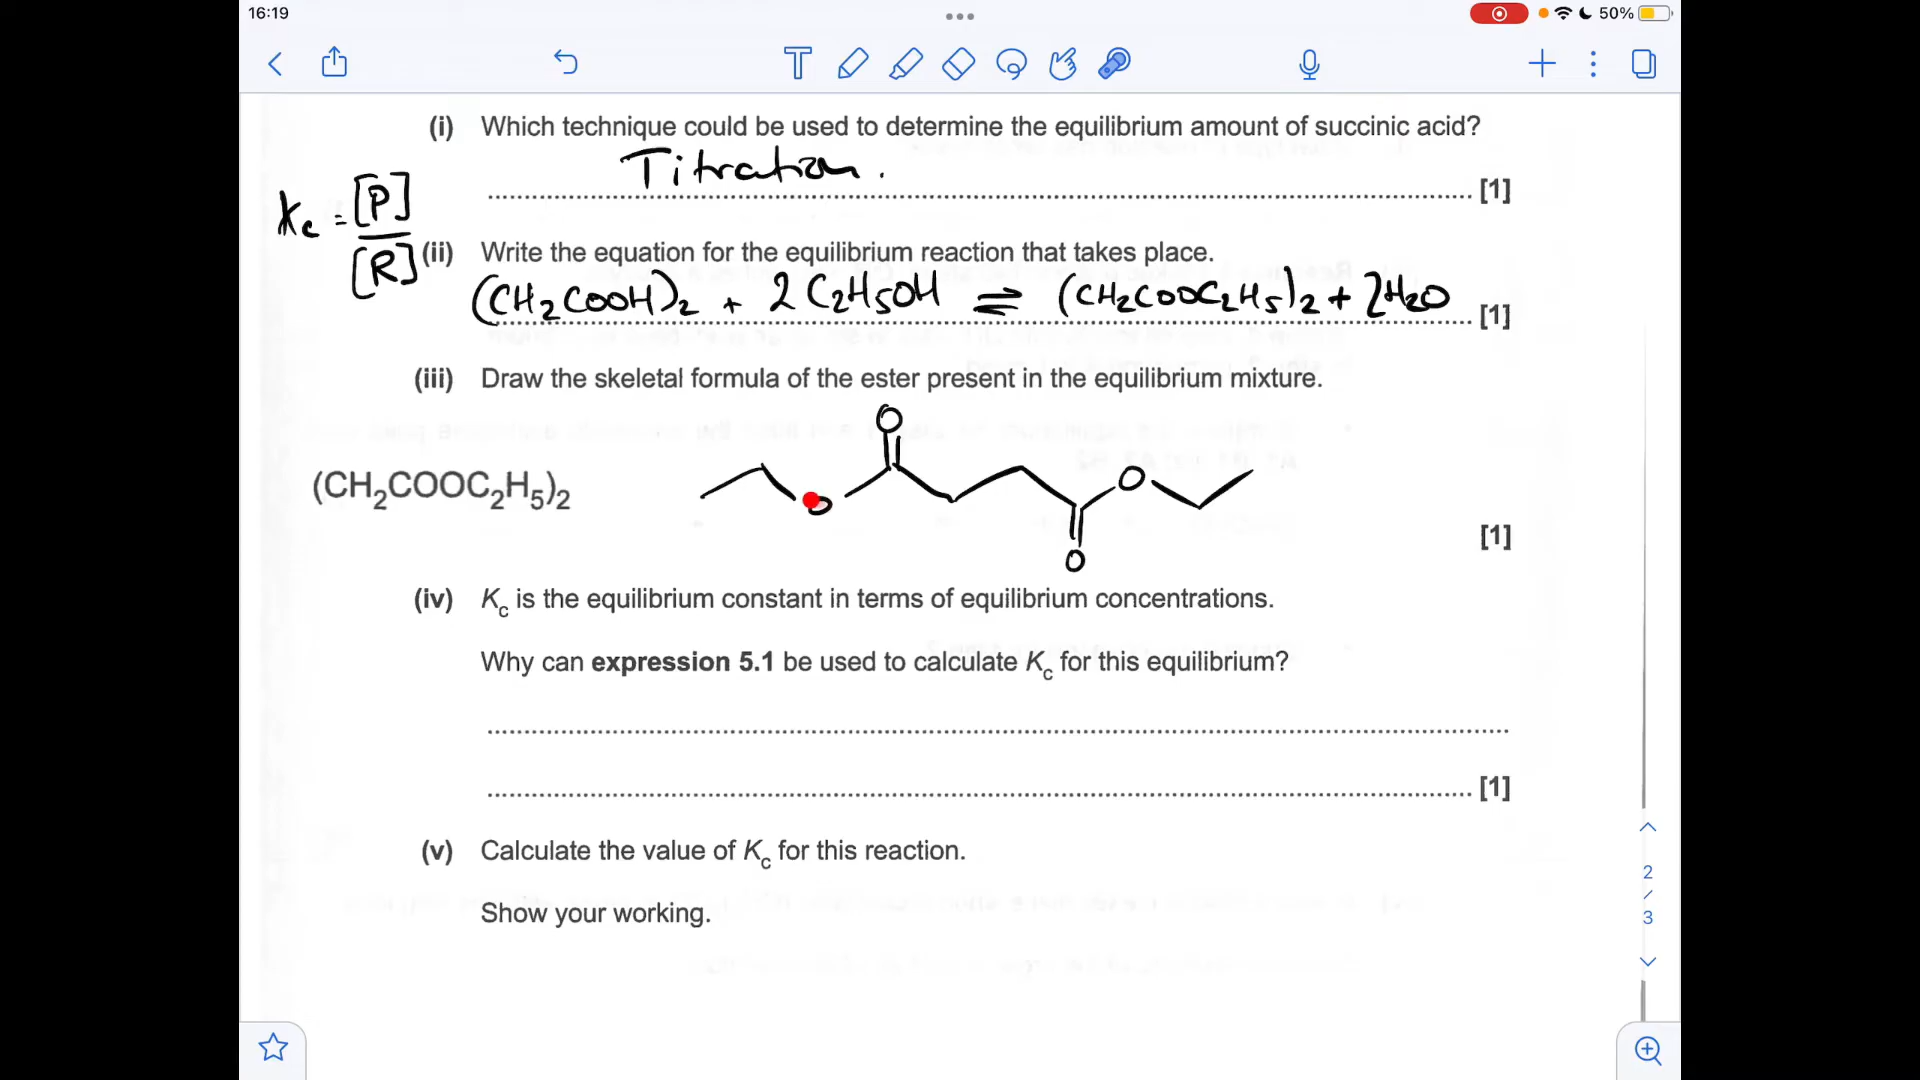 16:19
50%
(i) Which technique could be used to determine the equilibrium amount of succinic acid?
Titration.
[1]
Kc = [P]
[R]
(ii) Write the equation for the equilibrium reaction that takes place.
(CH2COOH)2 + 2C2H5OH ⇌ (CH2COOC2H5)2 + 2H2O
[1]
(iii) Draw the skeletal formula of the ester present in the equilibrium mixture.
O
(CH₂COOC₂H₅)₂
O
O
O
[1]
(iv) Kc is the equilibrium constant in terms of equilibrium concentrations.
Why can expression 5.1 be used to calculate Kc for this equilibrium?
[1]
(v) Calculate the value of Kc for this reaction.
Show your working.
2
/
3